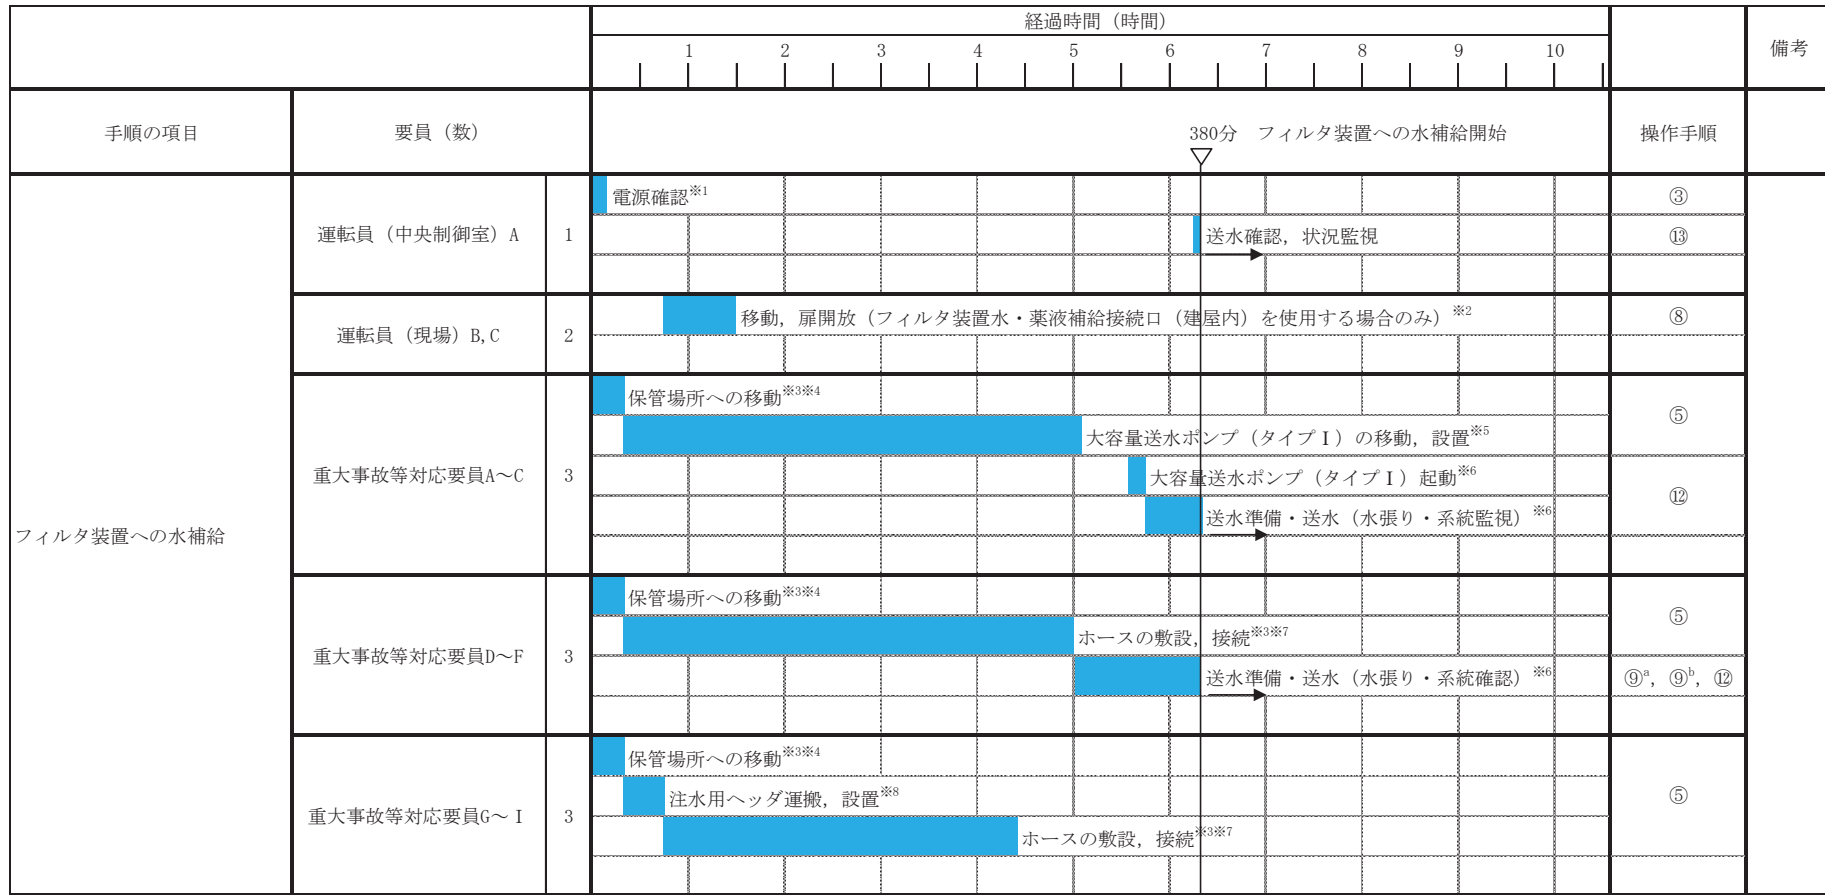 経過時間（時間）
備考
1 2 3 4 5 6 7 8 9 10
手順の項目
要員（数）
380分　フィルタ装置への水補給開始
操作手順
フィルタ装置への水補給
運転員（中央制御室）A
1
電源確認※1
③
送水確認，状況監視
⑬
運転員（現場）B,C
2
移動，扉開放（フィルタ装置水・薬液補給接続口（建屋内）を使用する場合のみ）※2
⑧
重大事故等対応要員A～C
3
保管場所への移動※3※4
⑤
大容量送水ポンプ（タイプⅠ）の移動，設置※5
大容量送水ポンプ（タイプⅠ）起動※6
⑫
送水準備・送水（水張り・系統監視）※6
重大事故等対応要員D～F
3
保管場所への移動※3※4
⑤
ホースの敷設，接続※3※7
送水準備・送水（水張り・系統確認）※6
⑨a，⑨b，⑫
重大事故等対応要員G～Ⅰ
3
保管場所への移動※3※4
⑤
注水用ヘッダ運搬，設置※8
ホースの敷設，接続※3※7